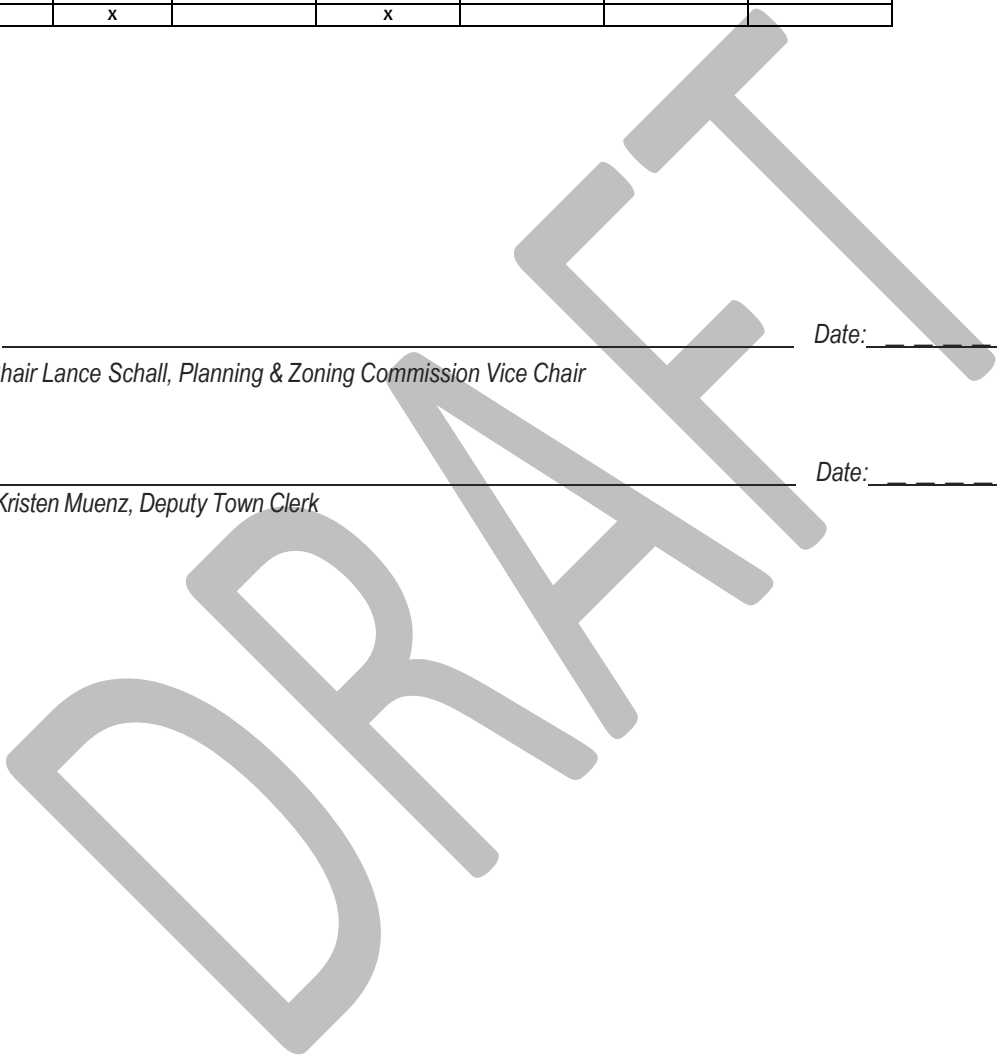 x x
Date: _ _ _ _
hair Lance Schall, Planning & Zoning Commission Vice Chair
Date: _ _ _ _
Kristen Muenz, Deputy Town Clerk
DRAFT